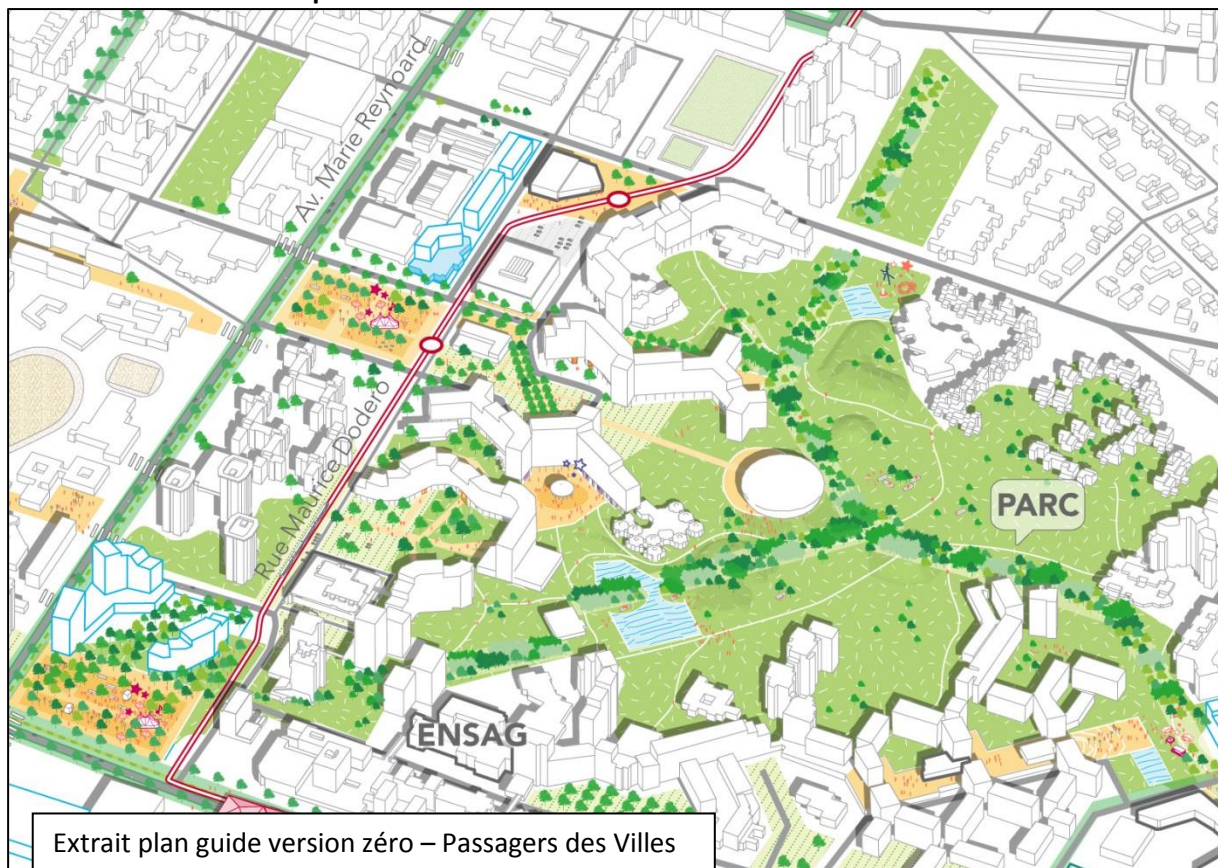 Av. Marie Reynoard
Rue Maurice Dodero
PARC
ENSAG
Extrait plan guide version zéro – Passagers des Villes